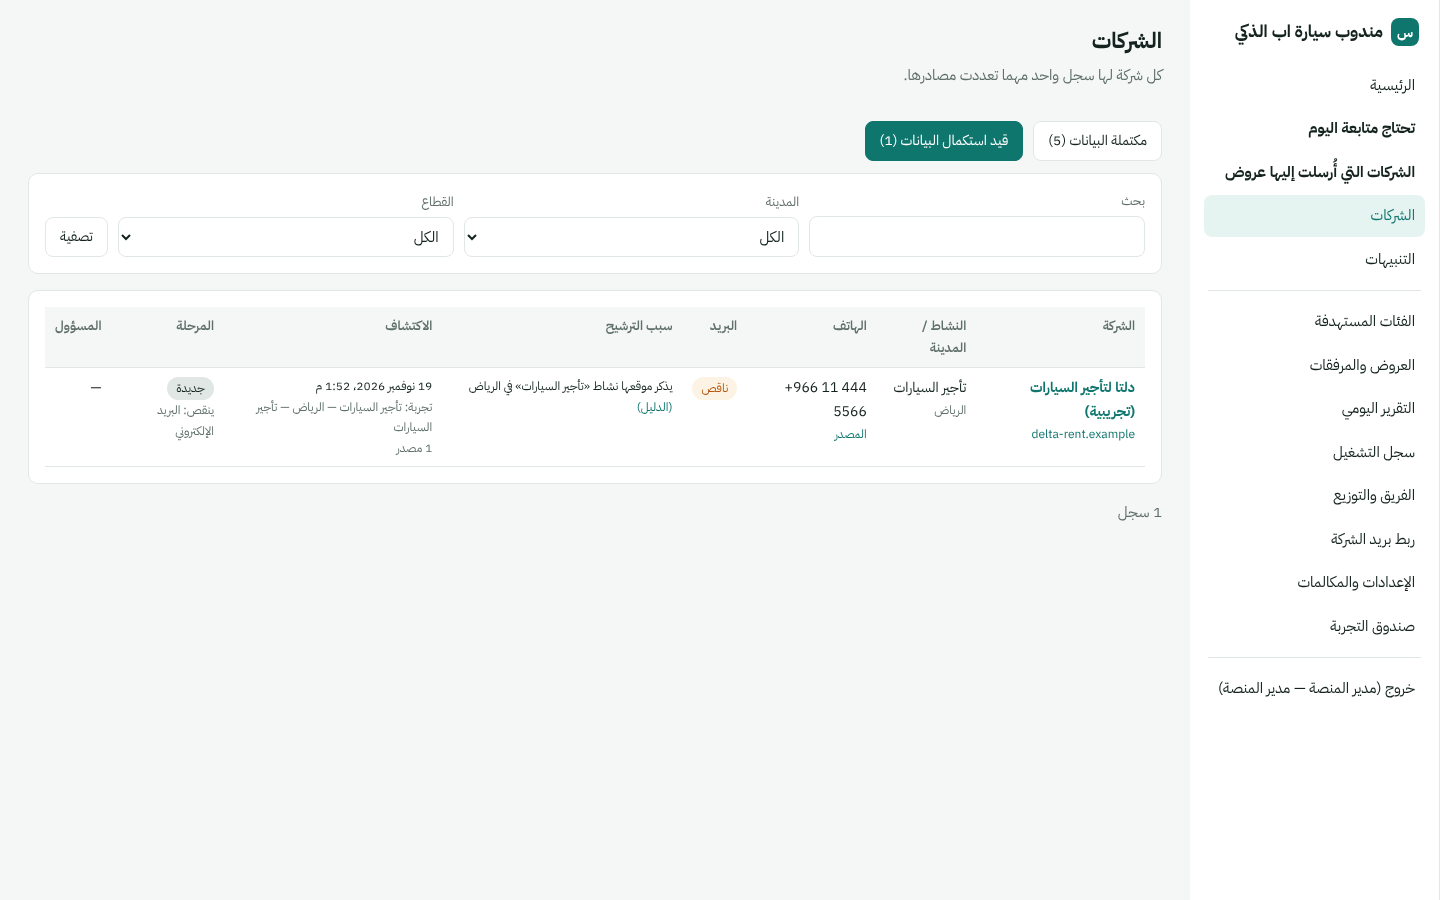 س
مندوب سيارة اب الذكي
الرئيسية
تحتاج متابعة اليوم
الشركات التي أُرسلت إليها عروض
الشركات
التنبيهات
الفئات المستهدفة
العروض والمرفقات
التقرير اليومي
سجل التشغيل
الفريق والتوزيع
ربط بريد الشركة
الإعدادات والمكالمات
صندوق التجربة
خروج (مدير المنصة — مدير المنصة)
الشركات
كل شركة لها سجل واحد مهما تعددت مصادرها.
مكتملة البيانات (5)
قيد استكمال البيانات (1)
بحث
المدينة
القطاع
الكل
الكل
تصفية
الشركة
النشاط /
المدينة
الهاتف
البريد
سبب الترشيح
الاكتشاف
المرحلة
المسؤول
دلتا لتأجير السيارات
(تجريبية)
delta-rent.example
تأجير السيارات
الرياض
+966 11 444
5566
المصدر
ناقص
يذكر موقعها نشاط «تأجير السيارات» في الرياض
(الدليل)
19 نوفمبر 2026، 1:52 م
تجربة: تأجير السيارات — الرياض — تأجير
السيارات
1 مصدر
جديدة
ينقص: البريد
الإلكتروني
—
1 سجل